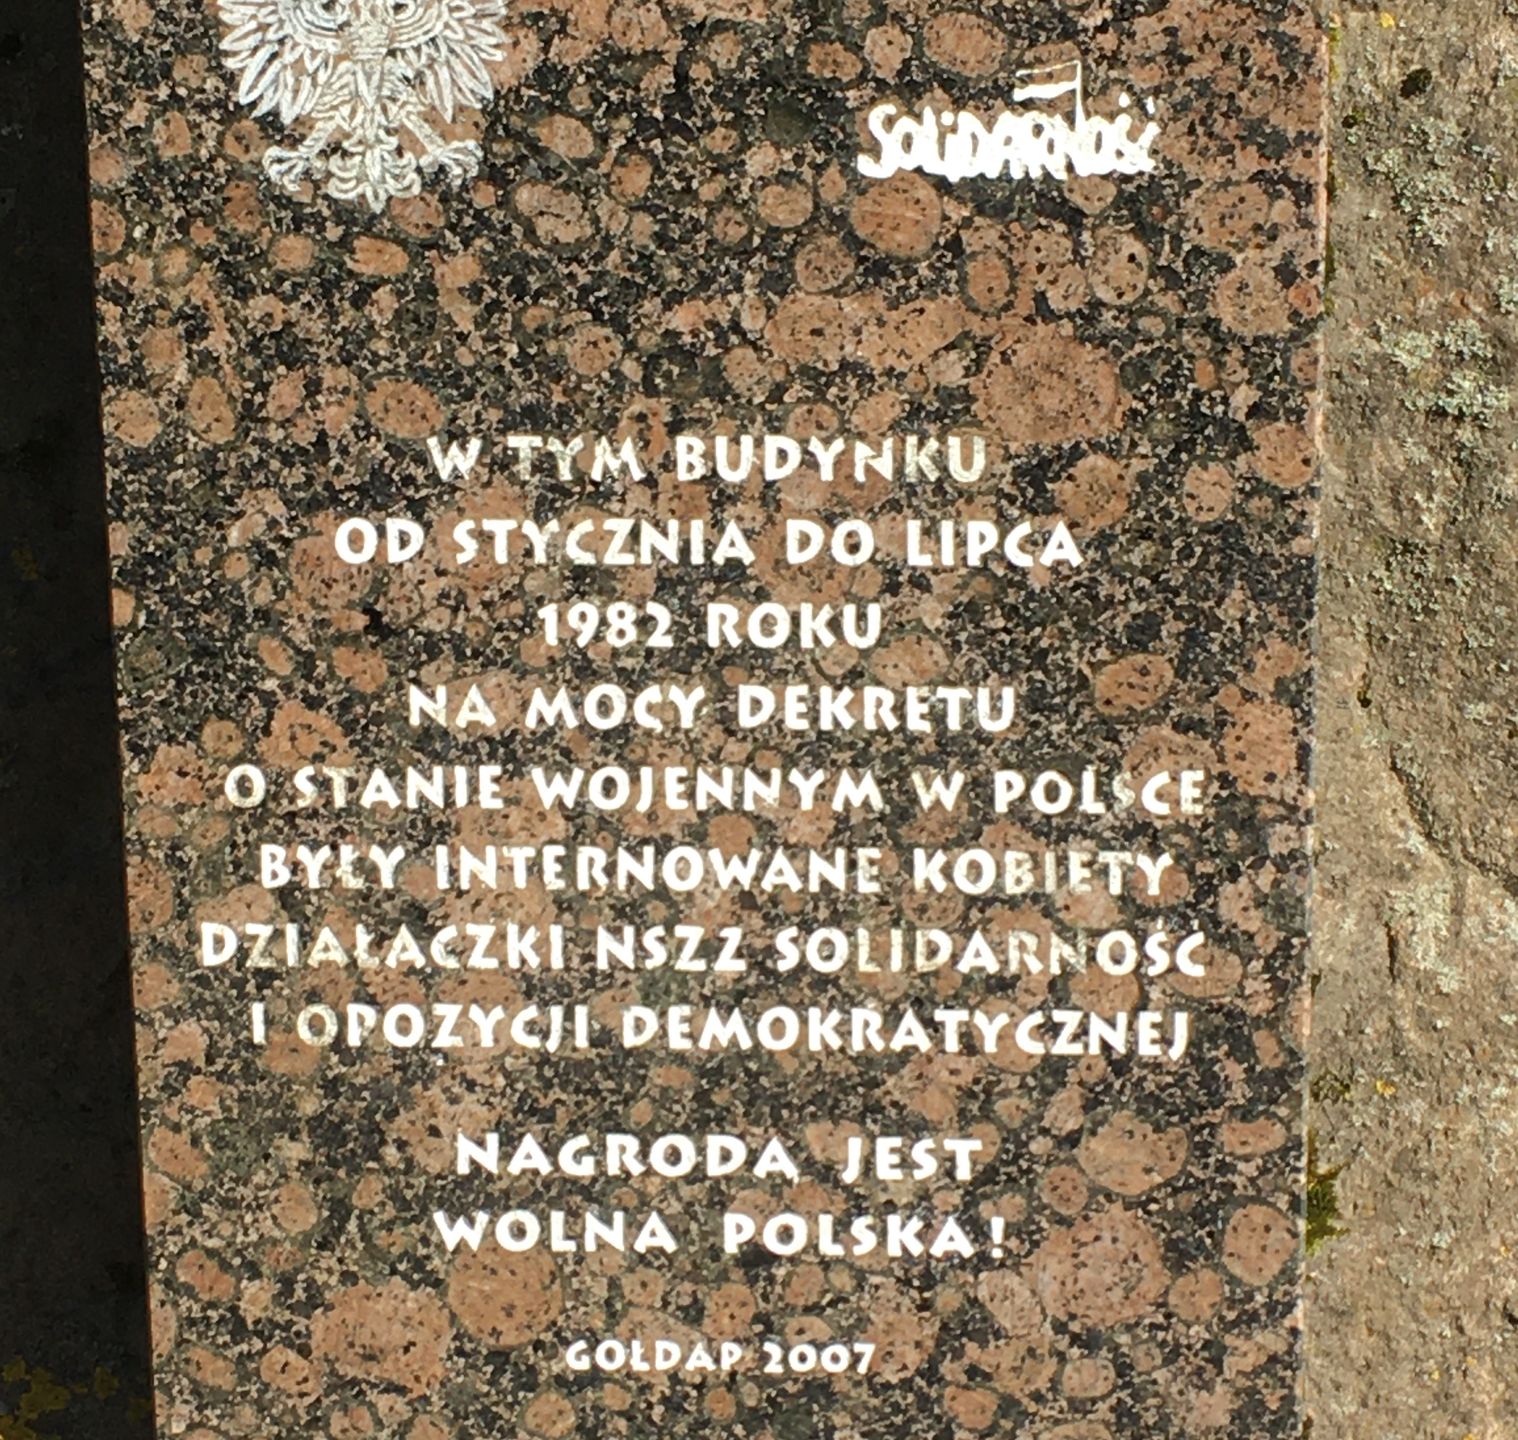 Solidarność
W TYM BUDYNKU
OD STYCZNIA DO LIPCA
1982 ROKU
NA MOCY DEKRETU
O STANIE WOJENNYM W POLSCE
BYŁY INTERNOWANE KOBIETY
DZIAŁACZKI NSZZ SOLIDARNOŚĆ
I OPOZYCJI DEMOKRATYCZNEJ
NAGRODĄ JEST
WOLNA POLSKA!
GOŁDAP 2007